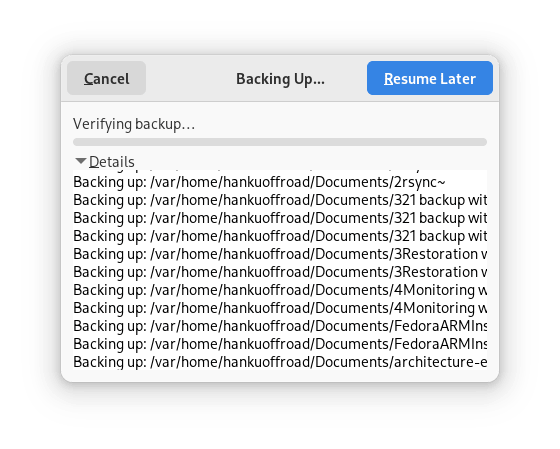 Cancel
Backing Up...
Resume Later
Verifying backup...
Details
Backing up: /var/home/hankuoffroad/Documents/2rsync~
Backing up: /var/home/hankuoffroad/Documents/321 backup wit
Backing up: /var/home/hankuoffroad/Documents/321 backup wit
Backing up: /var/home/hankuoffroad/Documents/321 backup wit
Backing up: /var/home/hankuoffroad/Documents/3Restoration w
Backing up: /var/home/hankuoffroad/Documents/3Restoration w
Backing up: /var/home/hankuoffroad/Documents/4Monitoring w
Backing up: /var/home/hankuoffroad/Documents/4Monitoring w
Backing up: /var/home/hankuoffroad/Documents/FedoraARMIns
Backing up: /var/home/hankuoffroad/Documents/FedoraARMIns
Backing up: /var/home/hankuoffroad/Documents/architecture-e